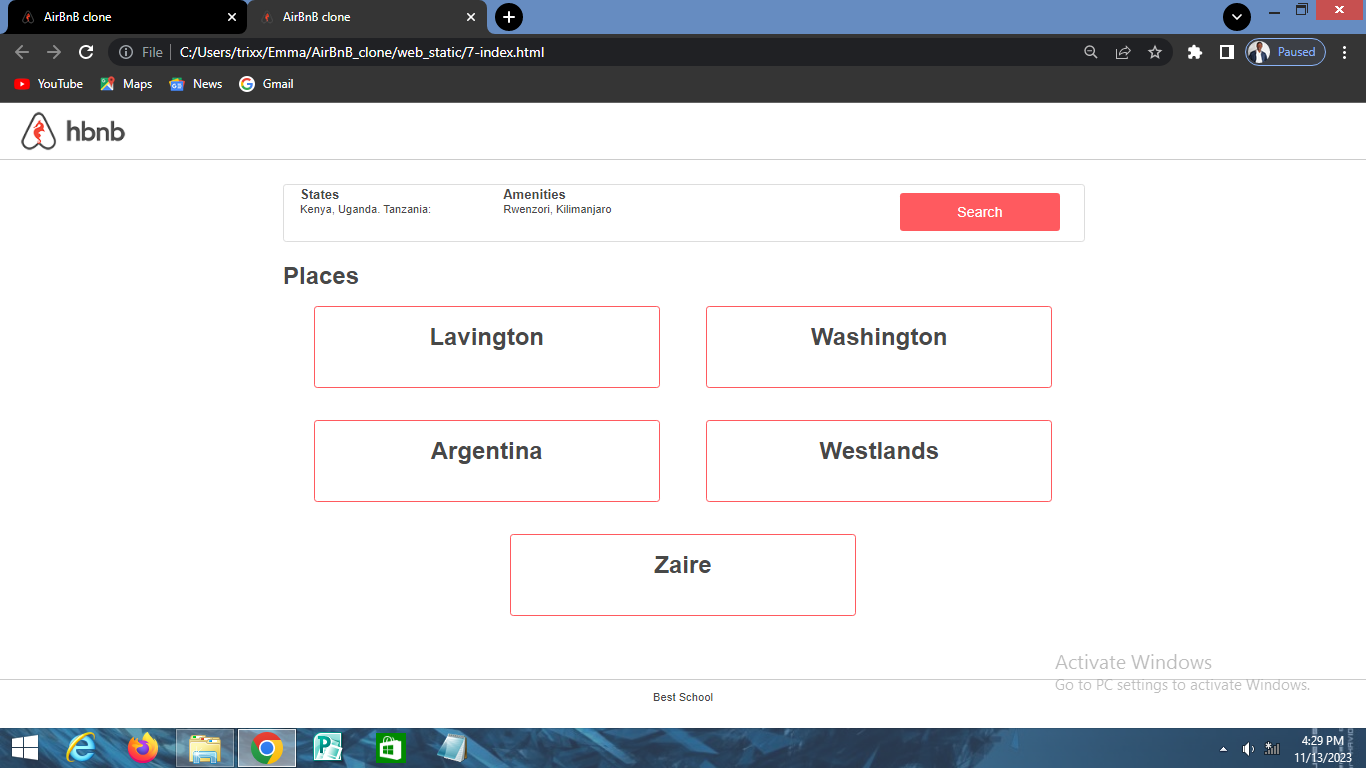 AirBnB clone
AirBnB clone
File
C:/Users/trixx/Emma/AirBnB_clone/web_static/7-index.html
Paused
YouTube
Maps
News
Gmail
hbnb
States
Amenities
Kenya, Uganda. Tanzania:
Rwenzori, Kilimanjaro
Search
Places
Lavington
Washington
Argentina
Westlands
Zaire
Activate Windows
Go to PC settings to activate Windows.
Best School
4:29 PM
11/13/2023